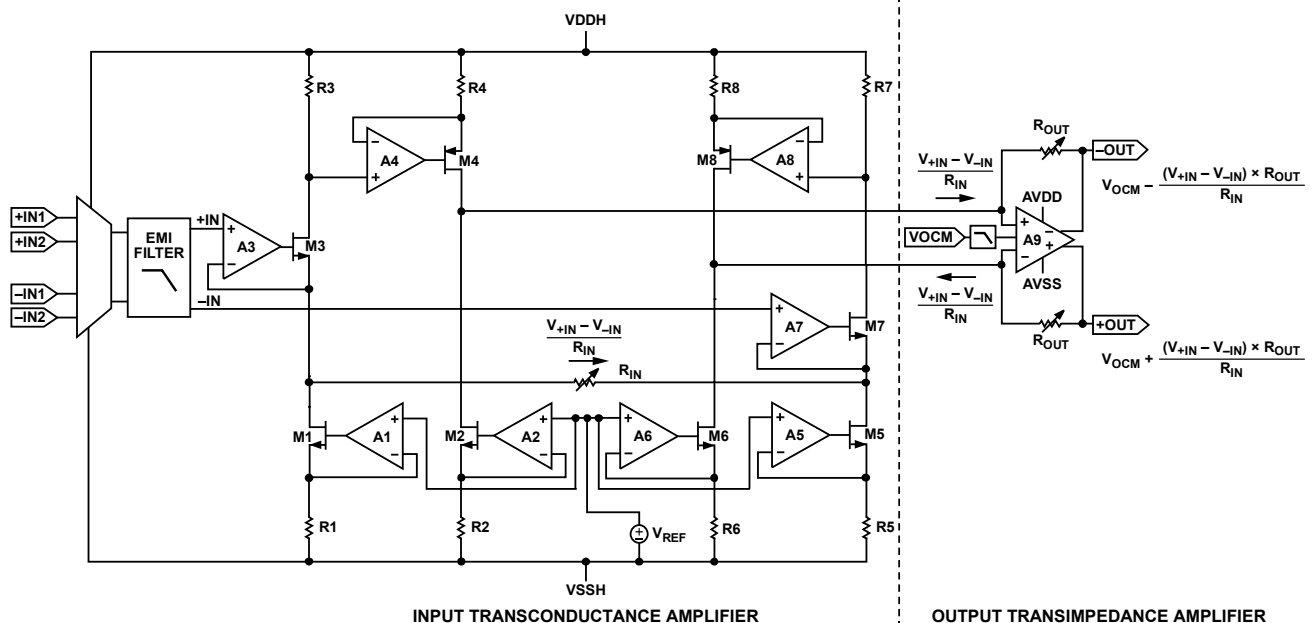 VDDH
R3
R4
R8
R7
A4
M4
M8
A8
+IN1
+IN2
–IN1
–IN2
EMI
FILTER
+IN
–IN
A3
M3
A7
M7
V+IN – V–IN
RIN
RIN
M1
A1
M2
A2
A6
M6
A5
M5
R1
R2
VREF
R6
R5
VSSH
INPUT TRANSCONDUCTANCE AMPLIFIER
V+IN – V–IN
RIN
ROUT
–OUT
VOCM – (V+IN – V–IN) × ROUT
RIN
AVDD
VOCM
A9
AVSS
V+IN – V–IN
RIN
ROUT
+OUT
VOCM + (V+IN – V–IN) × ROUT
RIN
OUTPUT TRANSIMPEDANCE AMPLIFIER